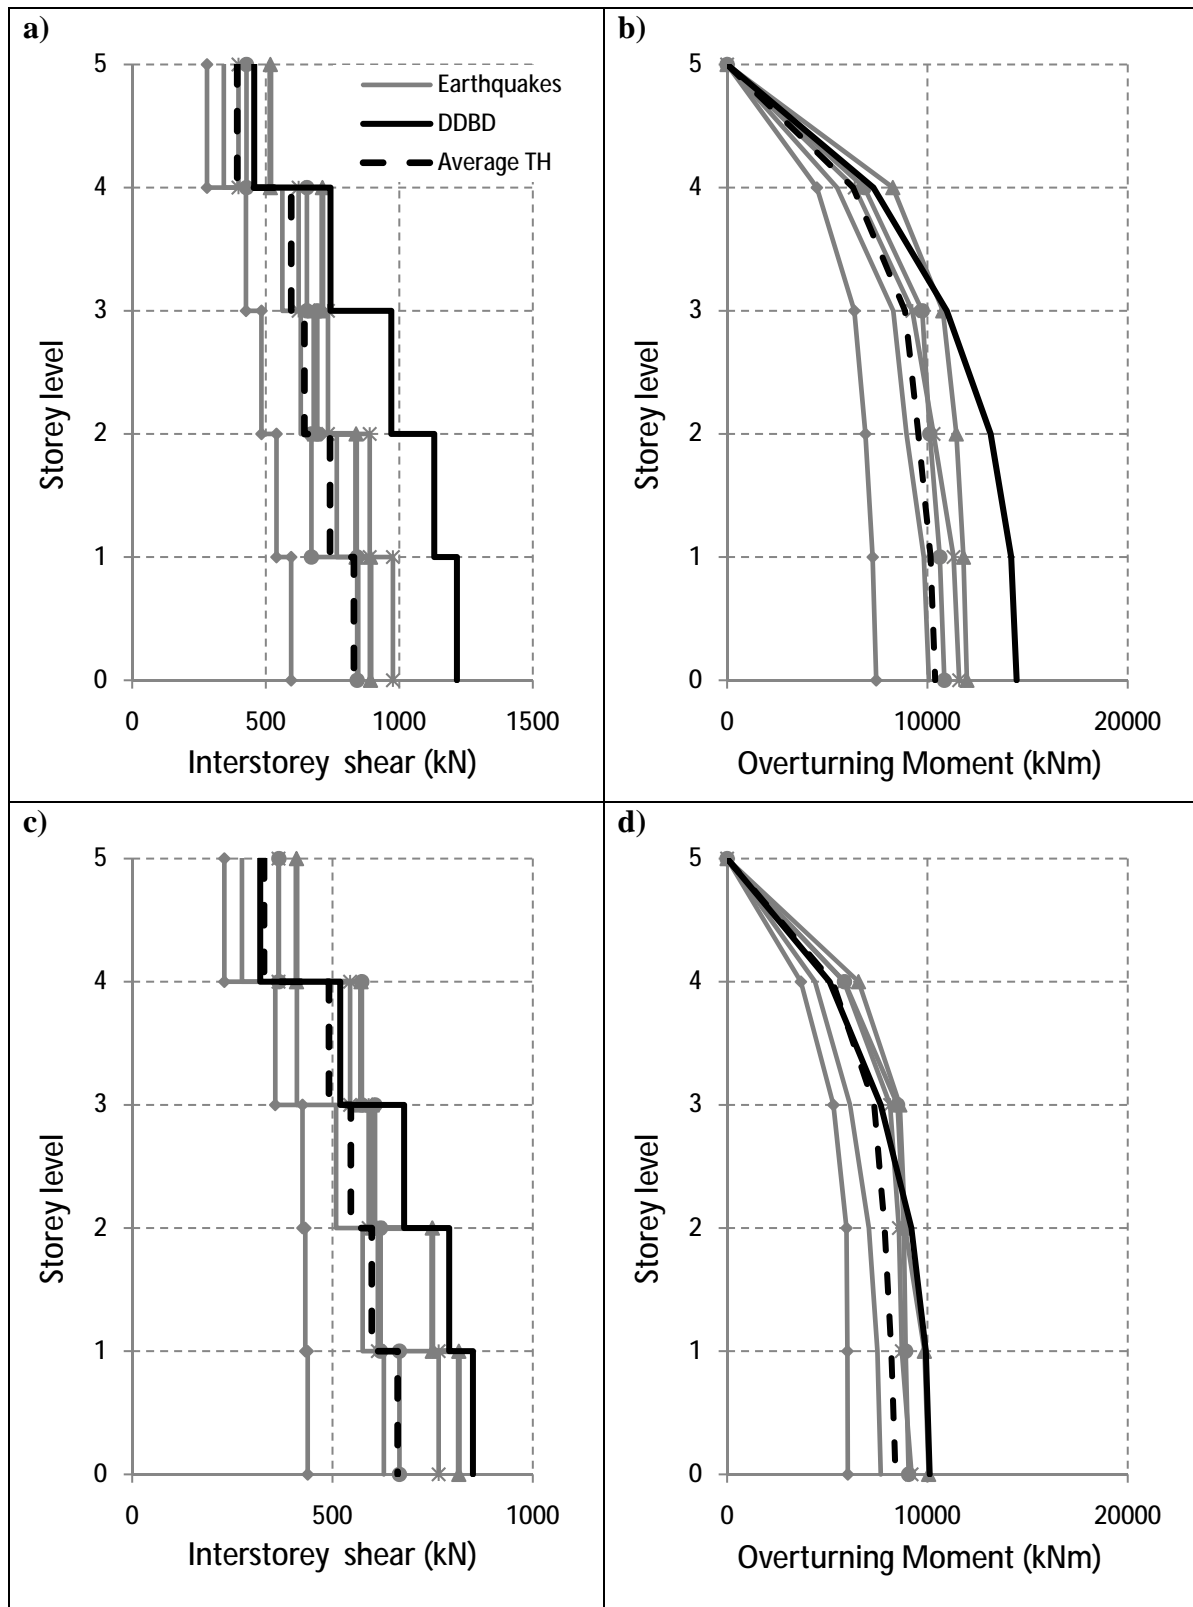 a)
5
4
3
2
1
0
Storey level
Earthquakes
DDBD
Average TH
0 500 1000 1500
Interstorey shear (kN)
b)
5
4
3
2
1
0
Storey level
0 10000 20000
Overturning Moment (kNm)
c)
5
4
3
2
1
0
Storey level
0 500 1000
Interstorey shear (kN)
d)
5
4
3
2
1
0
Storey level
0 10000 20000
Overturning Moment (kNm)